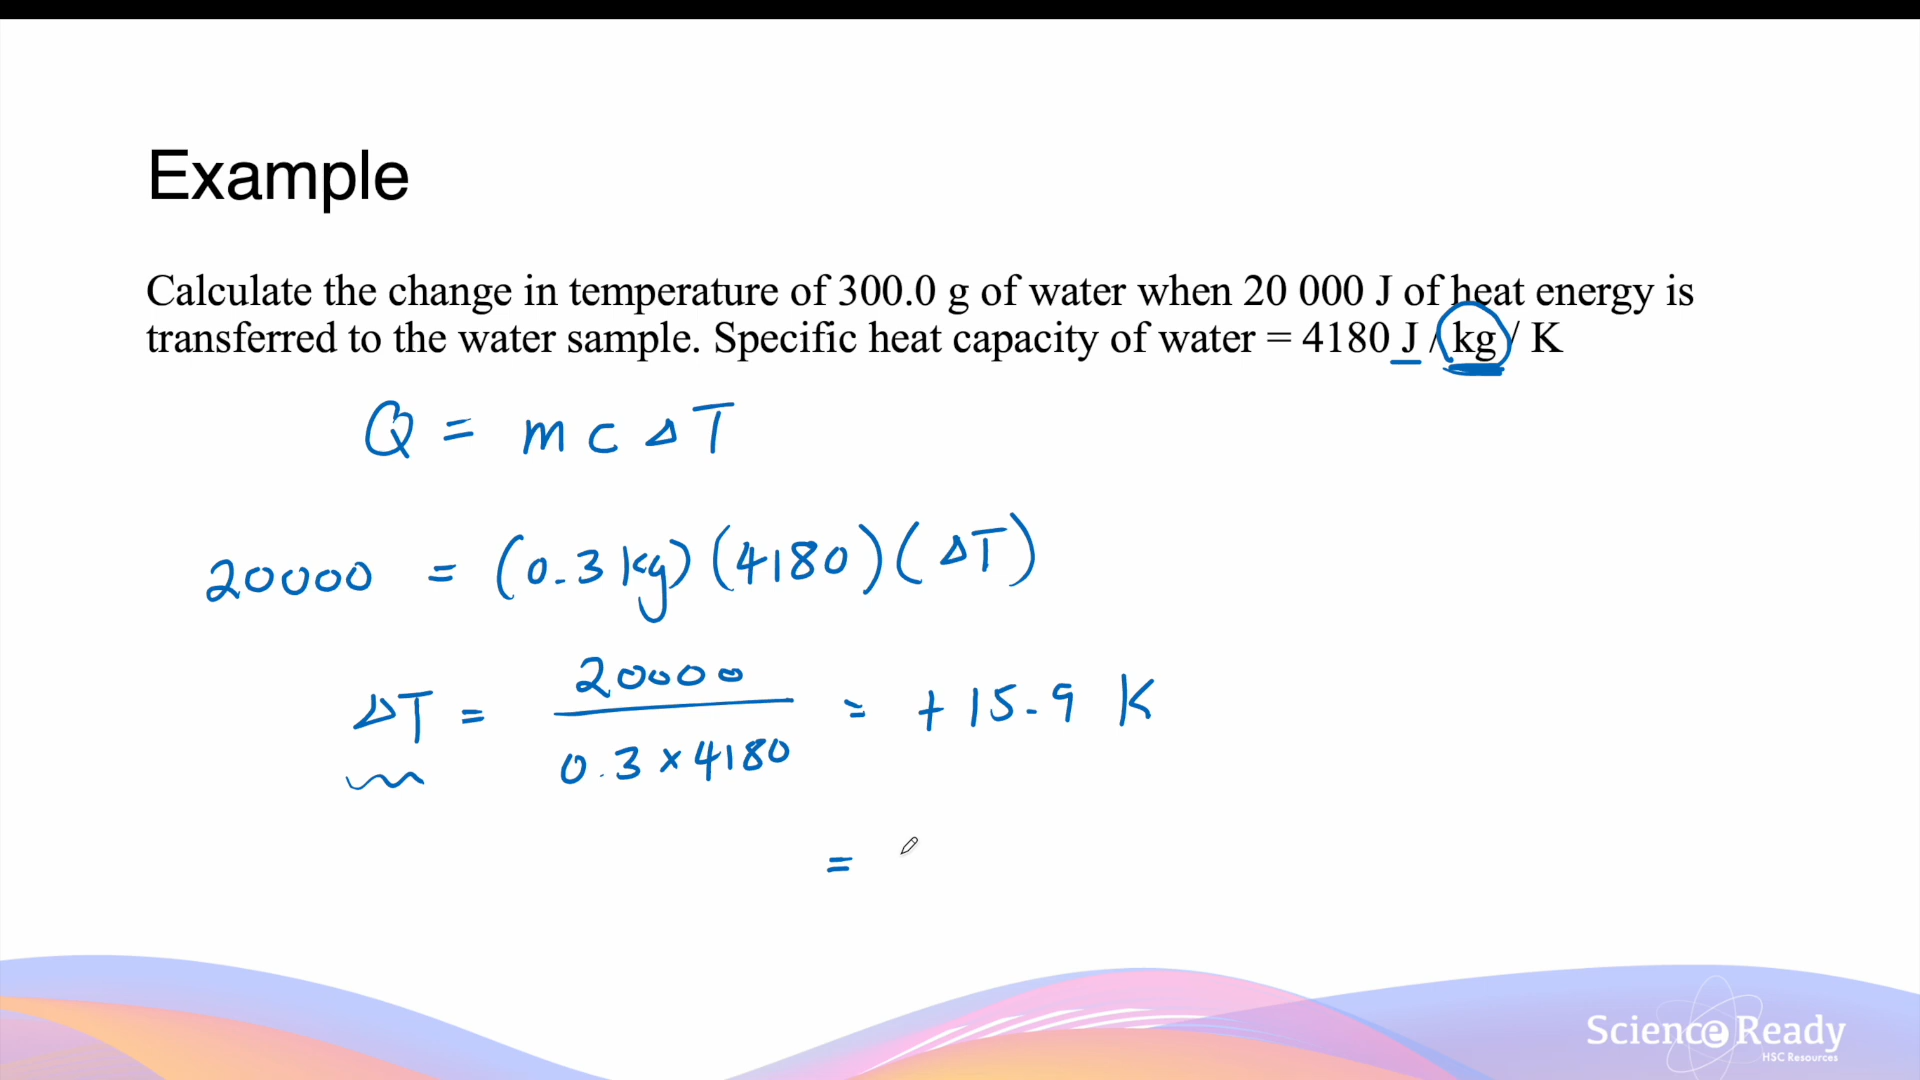 Example
Calculate the change in temperature of 300.0 g of water when 20 000 J of heat energy is
transferred to the water sample. Specific heat capacity of water = 4180 J / kg / K
Q = m c ΔT
20000 = (0.3 kg) (4180) (ΔT)
ΔT = 20000 / 0.3 × 4180 = + 15.9 K
=
Science Ready
HSC Resources